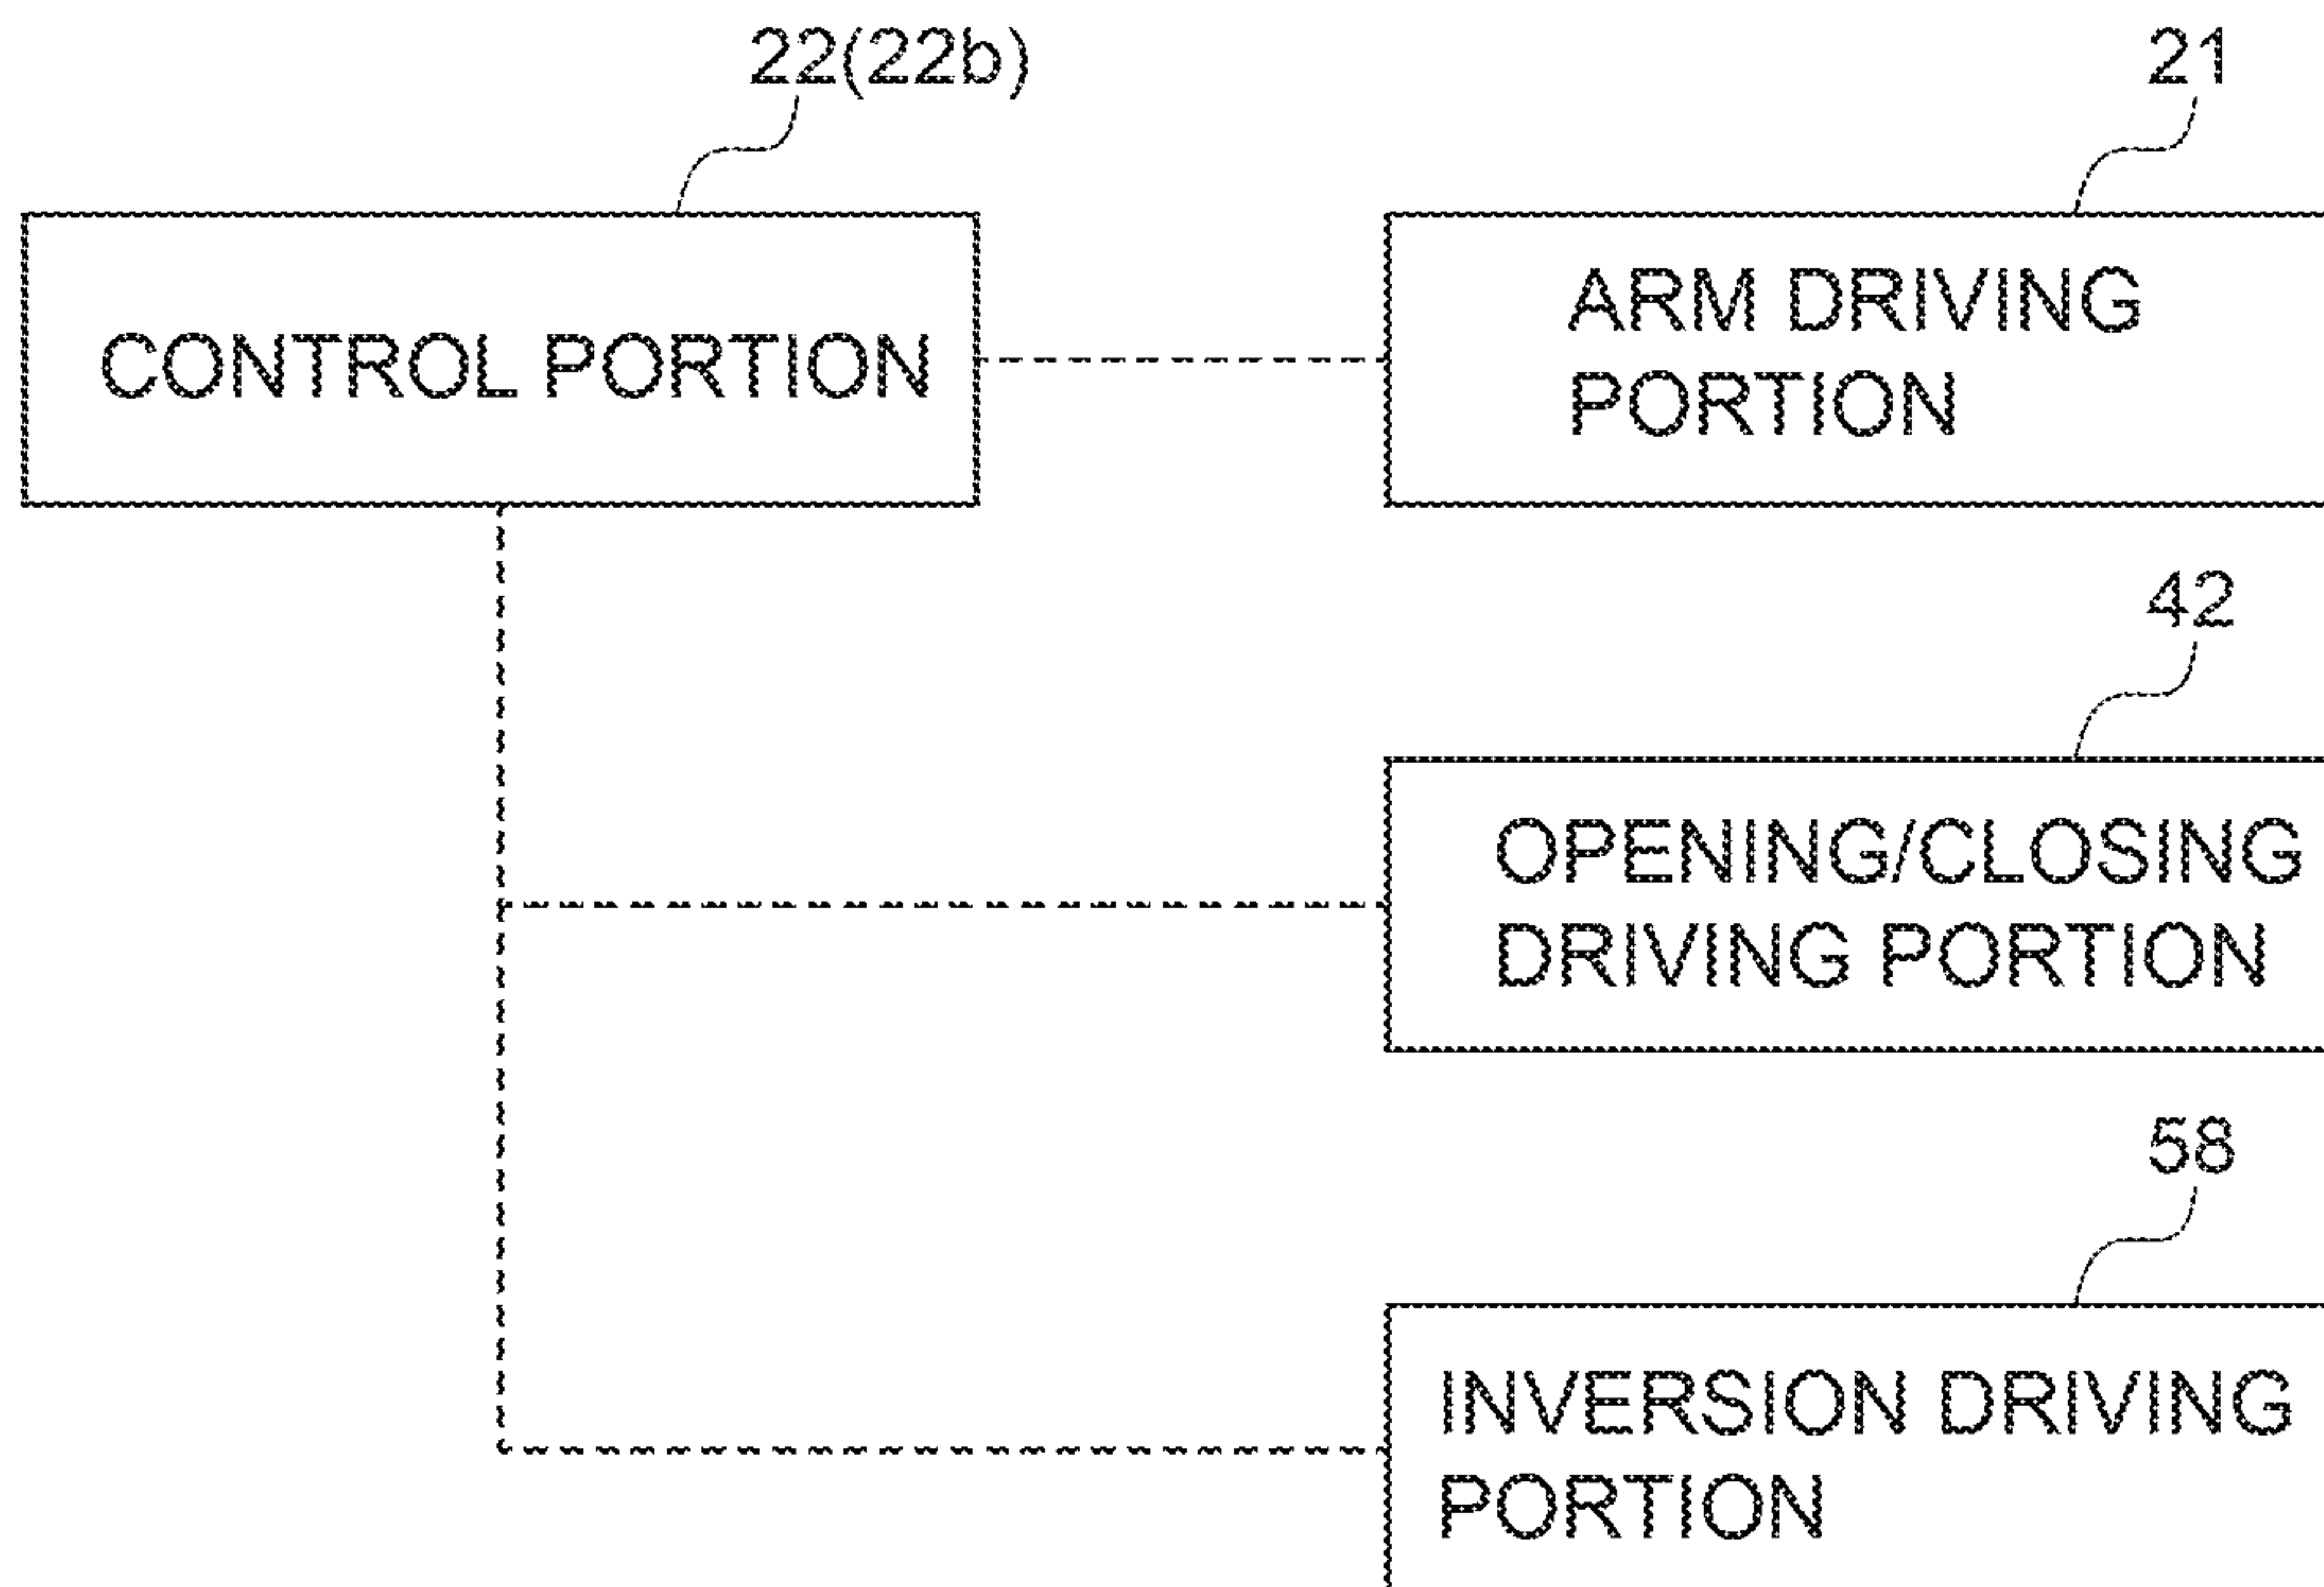 22(22b)
21
CONTROL PORTION
ARM DRIVING
PORTION
42
OPENING/CLOSING
DRIVING PORTION
58
INVERSION DRIVING
PORTION